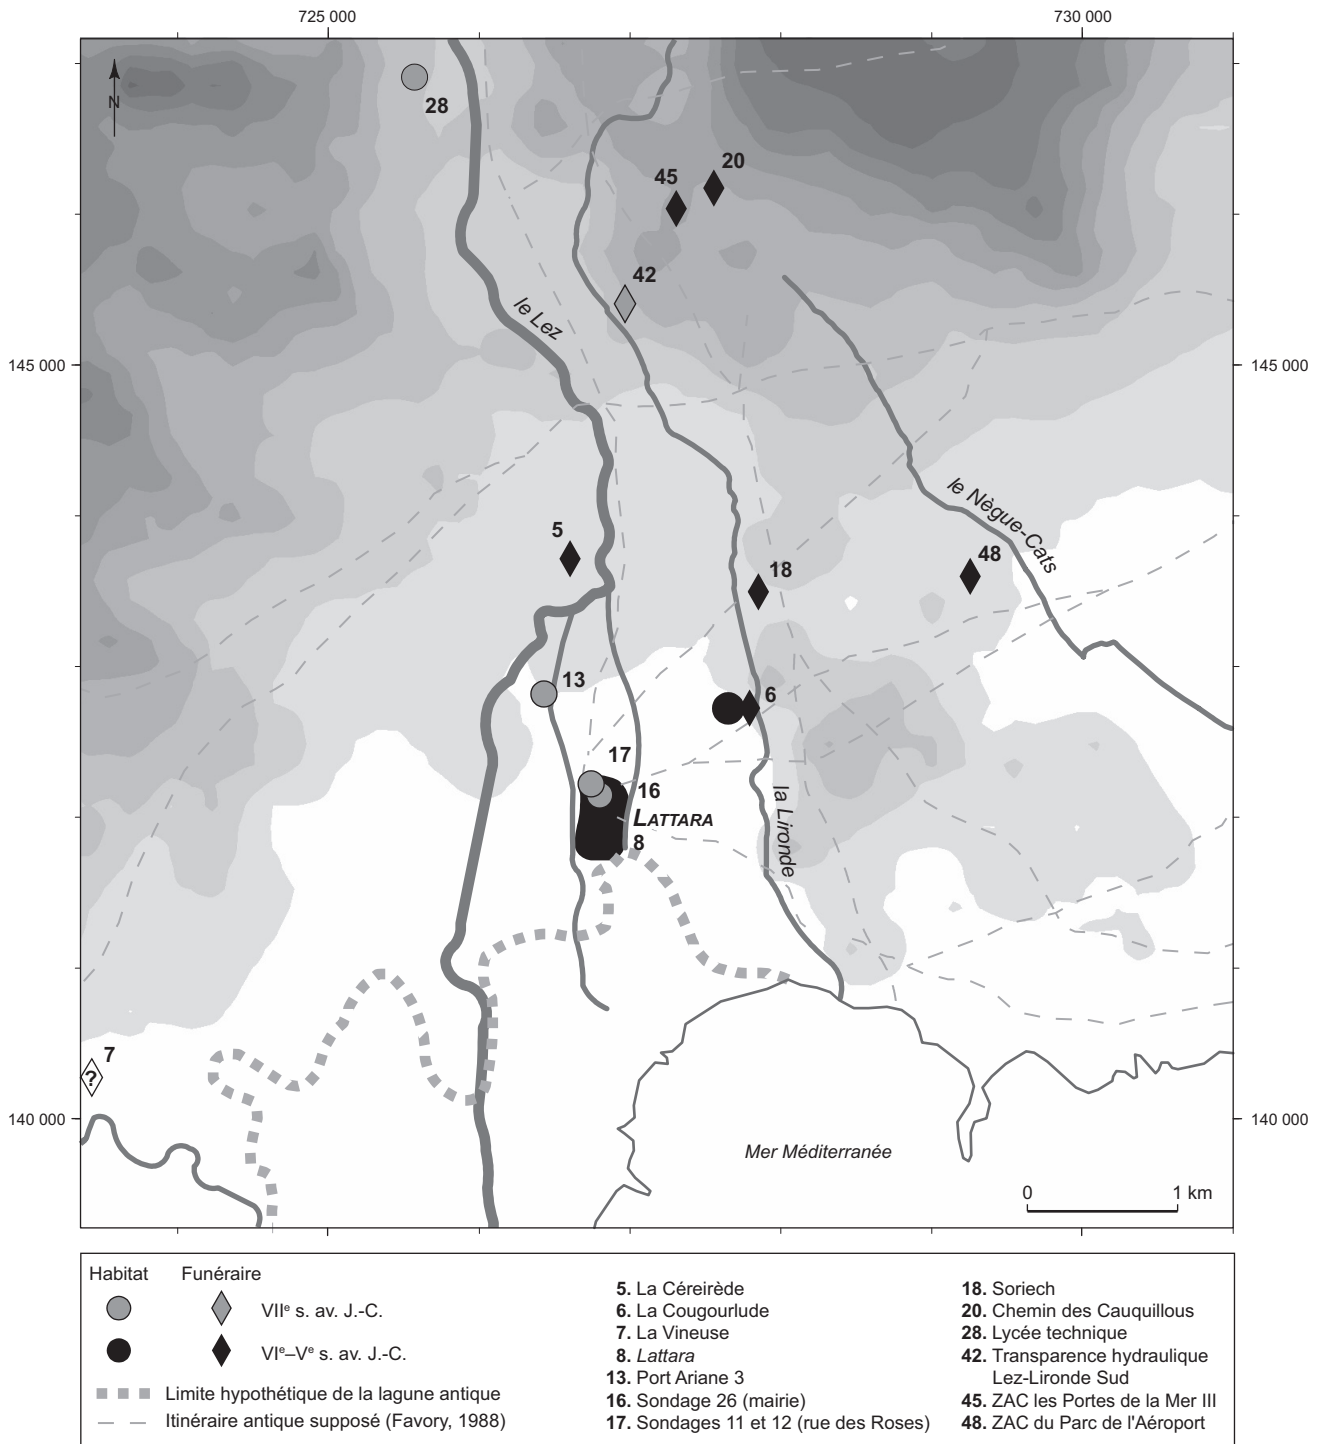 725 000
730 000
N
28
45
20
42
le Lez
145 000
145 000
le Nègue-Cats
5
18
48
13
6
17
16
LATTARA
8
la Lironde
7
?
140 000
140 000
Mer Méditerranée
0
1 km
Habitat
Funéraire
VIIe s. av. J.-C.
VIe–Ve s. av. J.-C.
Limite hypothétique de la lagune antique
Itinéraire antique supposé (Favory, 1988)
5. La Céreirède
6. La Cougourlude
7. La Vineuse
8. Lattara
13. Port Ariane 3
16. Sondage 26 (mairie)
17. Sondages 11 et 12 (rue des Roses)
18. Soriech
20. Chemin des Cauquillous
28. Lycée technique
42. Transparence hydraulique
Lez-Lironde Sud
45. ZAC les Portes de la Mer III
48. ZAC du Parc de l'Aéroport